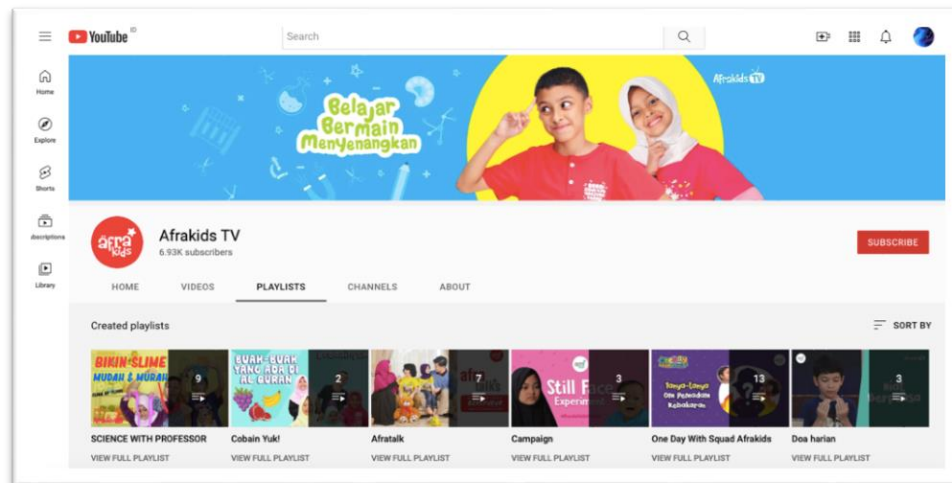 YouTube ID
Search
Home
Explore
Shorts
Library
Belajar
Bermain
Menyenangkan
Afrakids TV
afra
kids
Afrakids TV
6.93K subscribers
SUBSCRIBE
HOME VIDEOS PLAYLISTS CHANNELS ABOUT
Created playlists
SORT BY
BIKIN SLIME
MUDAH & MURAH
9
BUAH-BUAH
YANG ADA DI
AL QURAN
2
7
Still Face
Experiment
3
Tanya-Tanya
13
3
SCIENCE WITH PROFESSOR
Cobain Yuk!
Afratalk
Campaign
One Day With Squad Afrakids
Doa harian
VIEW FULL PLAYLIST
VIEW FULL PLAYLIST
VIEW FULL PLAYLIST
VIEW FULL PLAYLIST
VIEW FULL PLAYLIST
VIEW FULL PLAYLIST